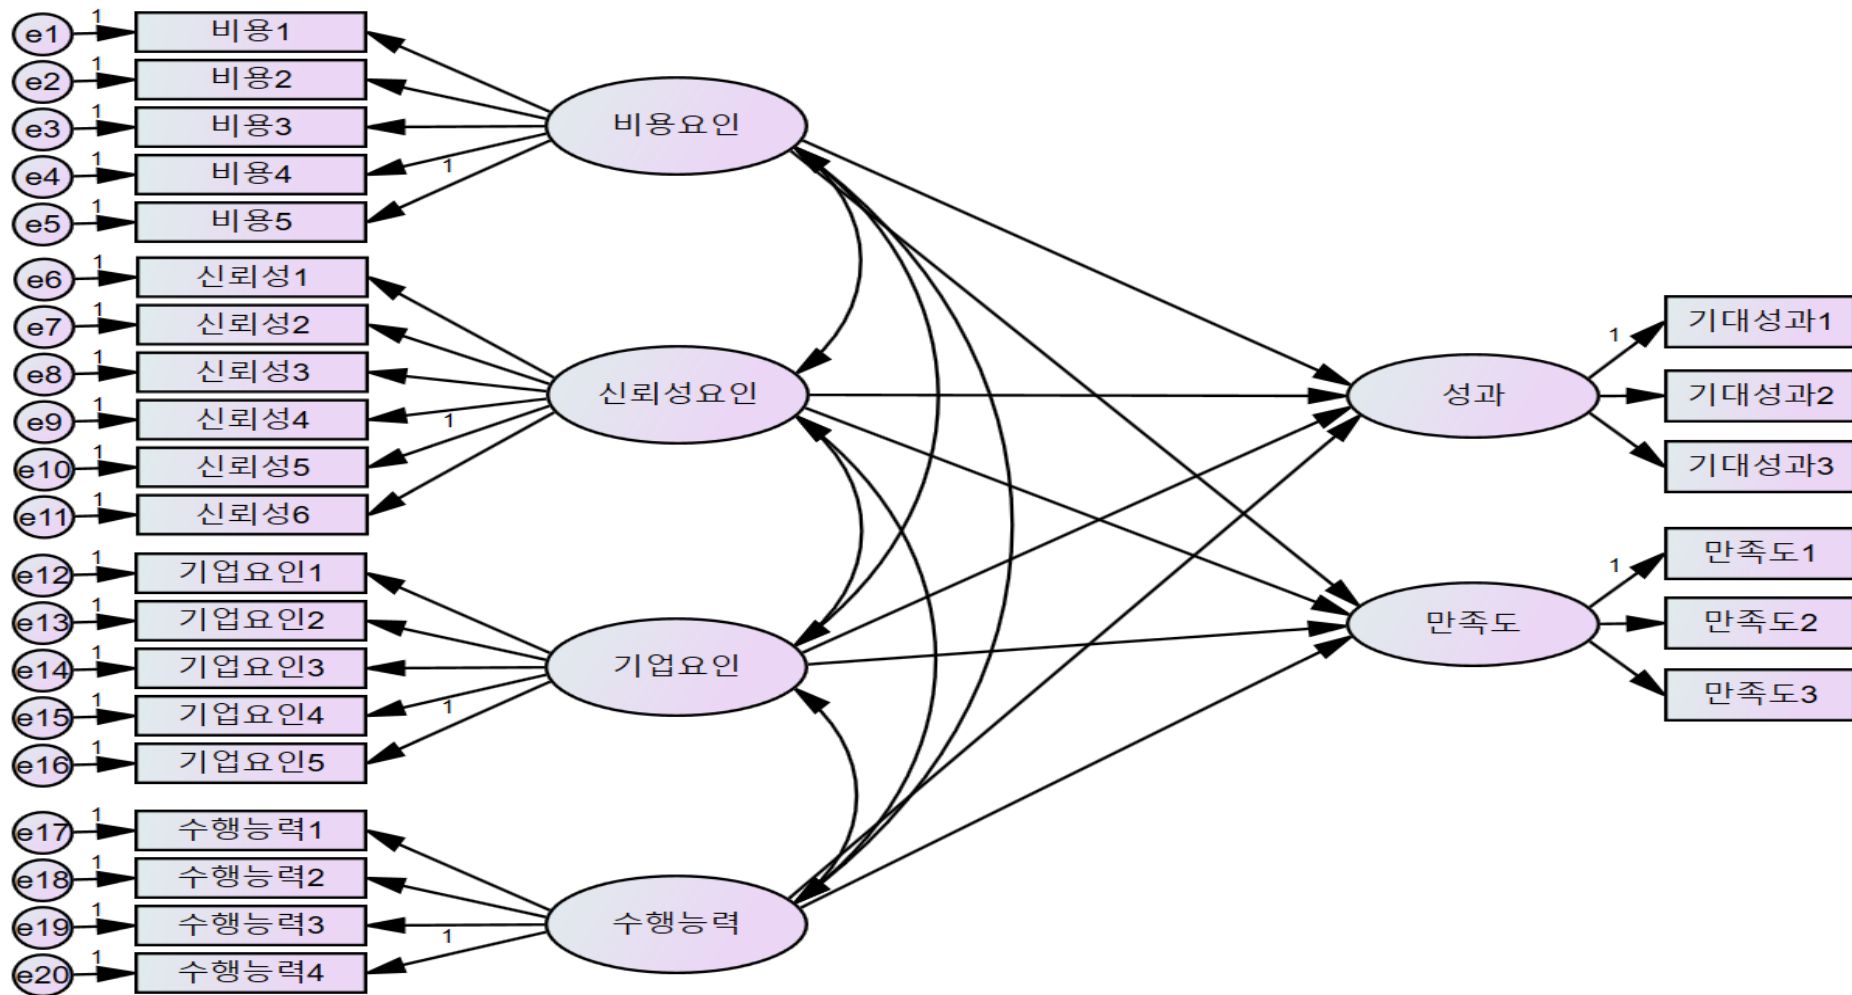 e1 1 비용1
e2 1 비용2
e3 1 비용3
e4 1 비용4
e5 1 비용5
1
비용요인
e6 1 신뢰성1
e7 1 신뢰성2
e8 1 신뢰성3
e9 1 신뢰성4
e10 1 신뢰성5
e11 1 신뢰성6
1
신뢰성요인
e12 1 기업요인1
e13 1 기업요인2
e14 1 기업요인3
e15 1 기업요인4
e16 1 기업요인5
1
기업요인
e17 1 수행능력1
e18 1 수행능력2
e19 1 수행능력3
e20 1 수행능력4
1
수행능력
성과
1
기대성과1
기대성과2
기대성과3
만족도
1
만족도1
만족도2
만족도3